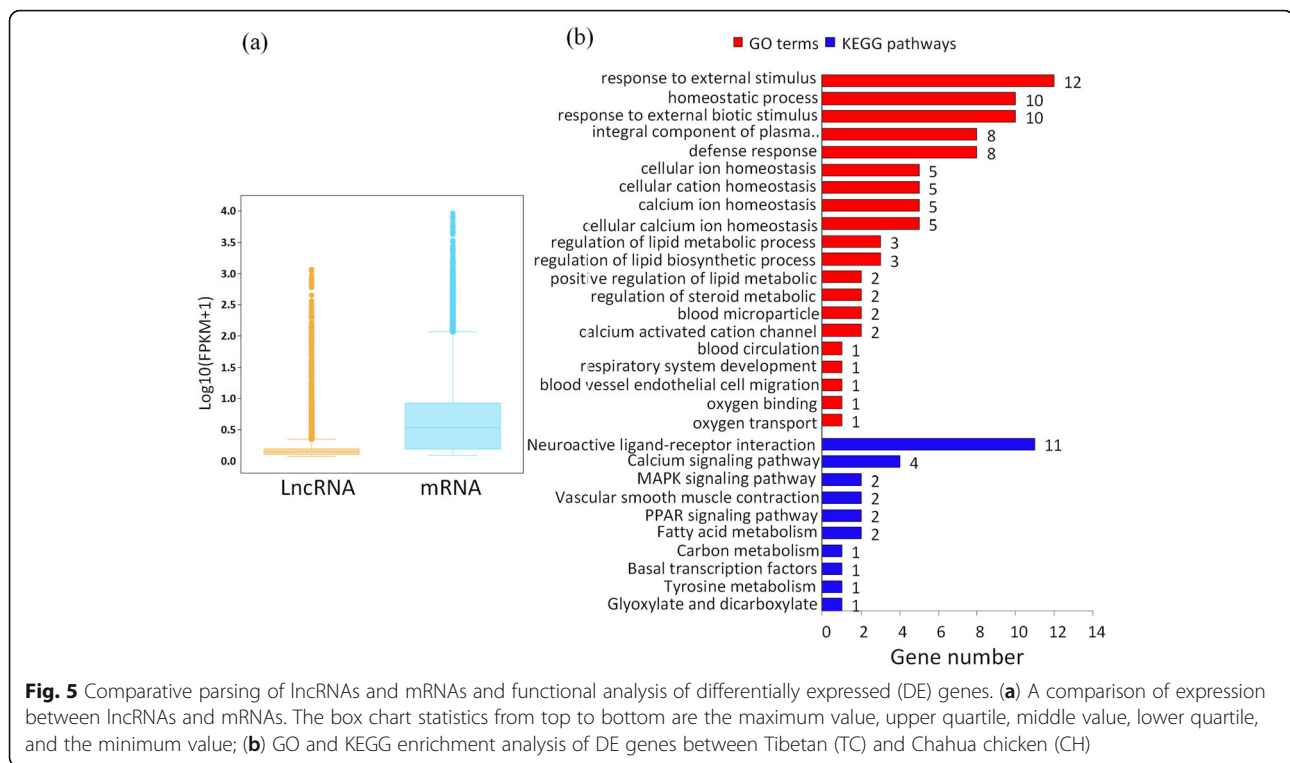 (a)
Log10(FPKM+1)
4.0
3.5
3.0
2.5
2.0
1.5
1.0
0.5
0.0
LncRNA mRNA
(b)
GO terms KEGG pathways
response to external stimulus 12
homeostatic process 10
response to external biotic stimulus 10
integral component of plasma.. 8
defense response 8
cellular ion homeostasis 5
cellular cation homeostasis 5
calcium ion homeostasis 5
cellular calcium ion homeostasis 5
regulation of lipid metabolic process 3
regulation of lipid biosynthetic process 3
positive regulation of lipid metabolic 2
regulation of steroid metabolic 2
blood microparticle 2
calcium activated cation channel 2
blood circulation 1
respiratory system development 1
blood vessel endothelial cell migration 1
oxygen binding 1
oxygen transport 1
Neuroactive ligand-receptor interaction 11
Calcium signaling pathway 4
MAPK signaling pathway 2
Vascular smooth muscle contraction 2
PPAR signaling pathway 2
Fatty acid metabolism 2
Carbon metabolism 1
Basal transcription factors 1
Tyrosine metabolism 1
Glyoxylate and dicarboxylate 1
0 2 4 6 8 10 12 14
Gene number
Fig. 5 Comparative parsing of lncRNAs and mRNAs and functional analysis of differentially expressed (DE) genes. (a) A comparison of expression
between lncRNAs and mRNAs. The box chart statistics from top to bottom are the maximum value, upper quartile, middle value, lower quartile,
and the minimum value; (b) GO and KEGG enrichment analysis of DE genes between Tibetan (TC) and Chahua chicken (CH)